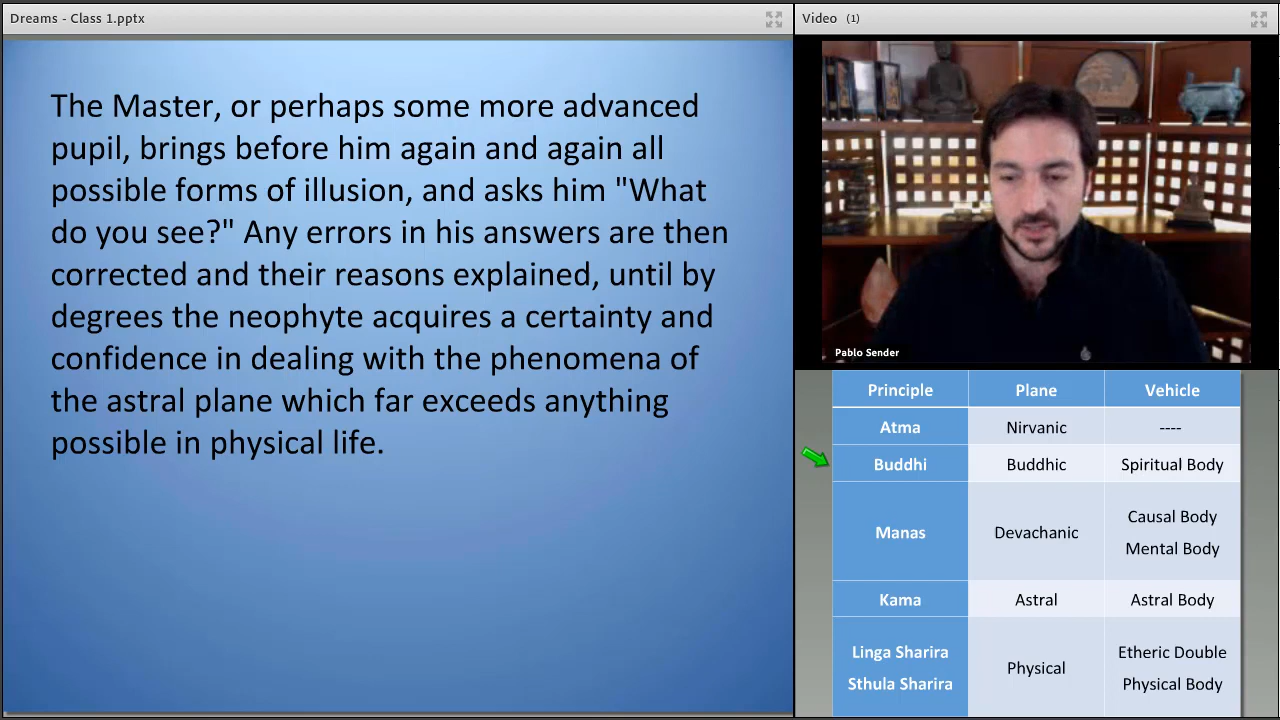 Dreams - Class 1.pptx
The Master, or perhaps some more advanced
pupil, brings before him again and again all
possible forms of illusion, and asks him "What
do you see?" Any errors in his answers are then
corrected and their reasons explained, until by
degrees the neophyte acquires a certainty and
confidence in dealing with the phenomena of
the astral plane which far exceeds anything
possible in physical life.
Video (1)
Pablo Sender
Principle Plane Vehicle
Atma Nirvanic ----
Buddhi Buddhic Spiritual Body
Manas Devachanic Causal Body
Mental Body
Kama Astral Astral Body
Linga Sharira Physical Etheric Double
Sthula Sharira Physical Body